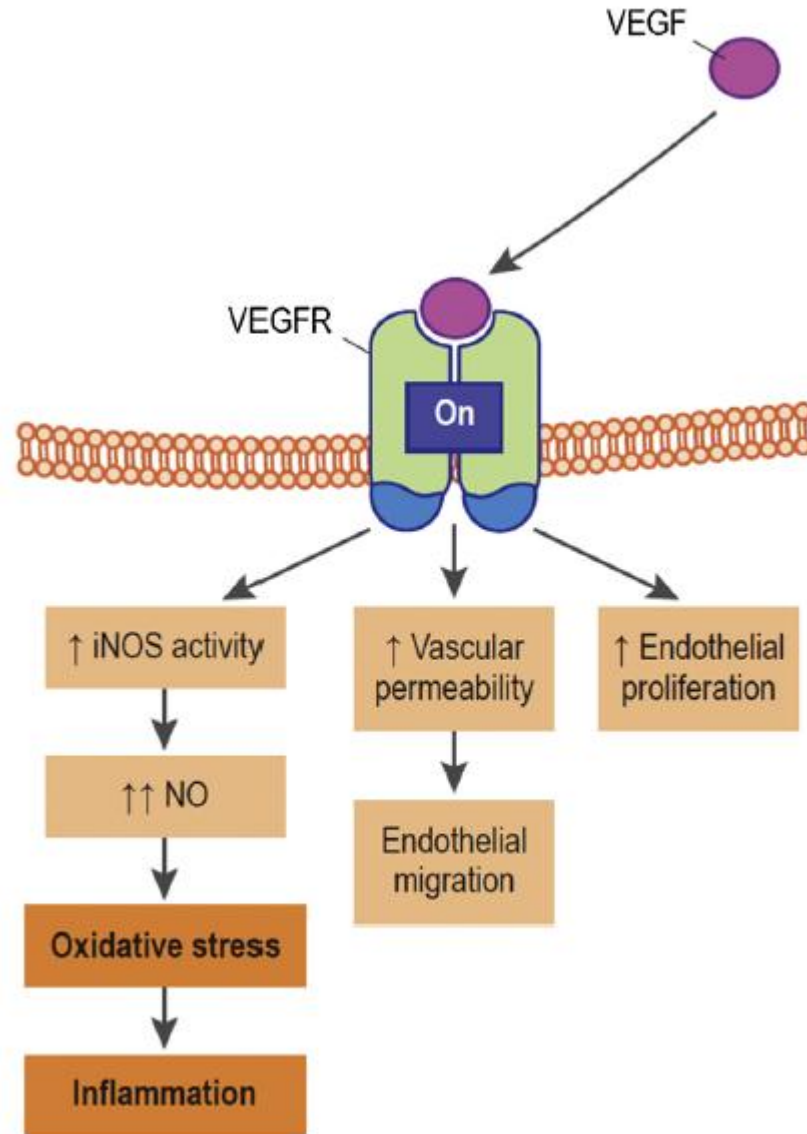 VEGF
VEGFR
On
↑ iNOS activity
↑↑ NO
Oxidative stress
Inflammation
↑ Vascular
permeability
Endothelial
migration
↑ Endothelial
proliferation